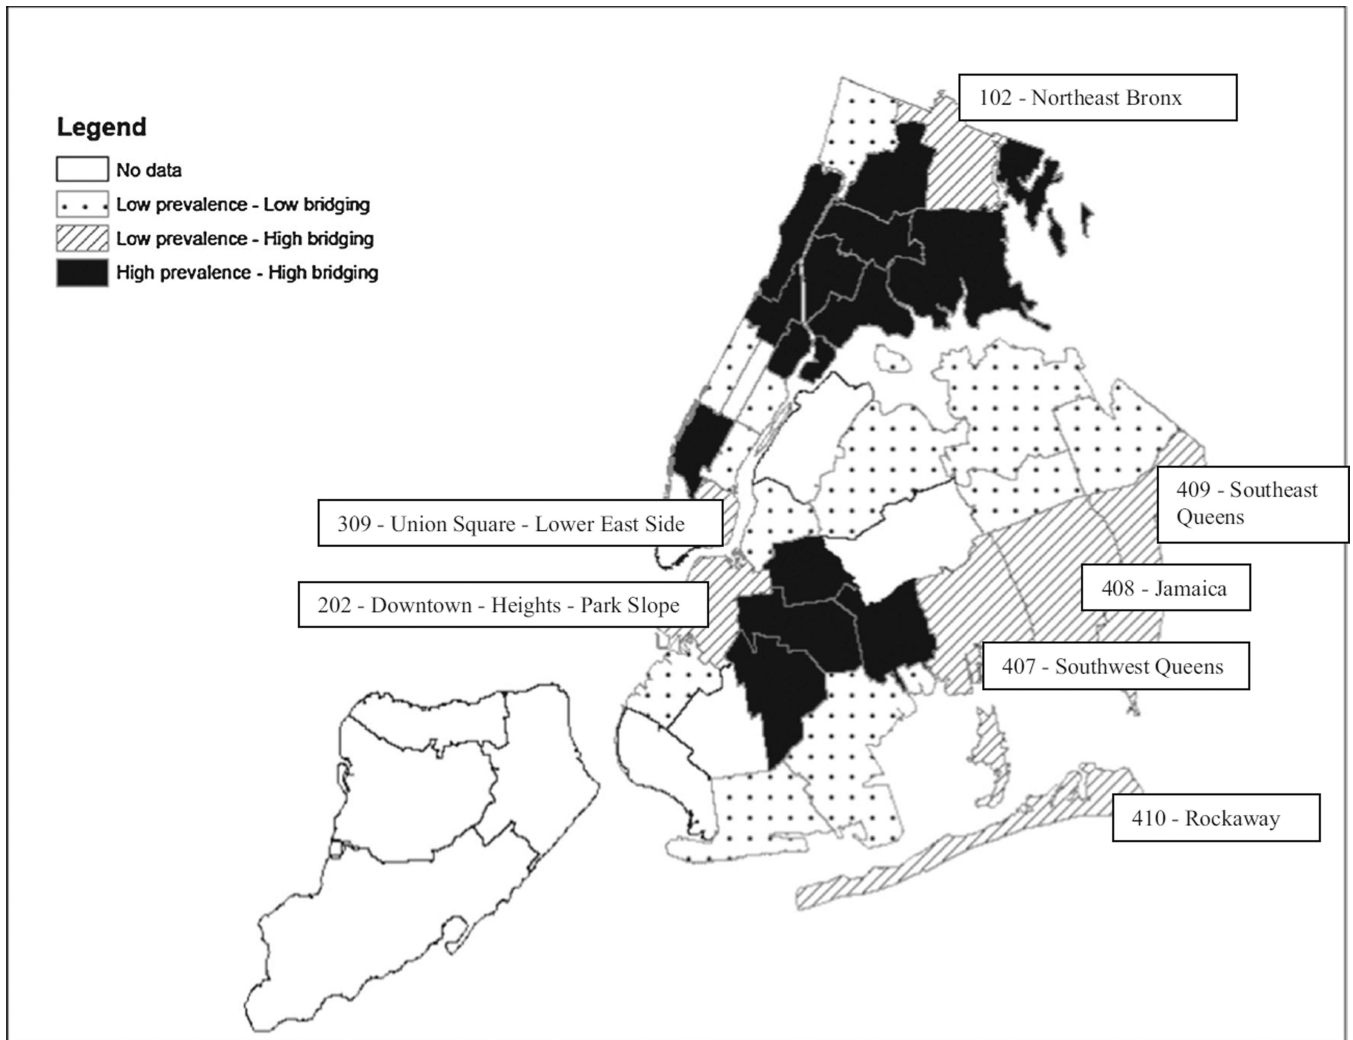 Legend
No data
Low prevalence - Low bridging
Low prevalence - High bridging
High prevalence - High bridging
102 - Northeast Bronx
409 - Southeast
Queens
309 - Union Square - Lower East Side
408 - Jamaica
202 - Downtown - Heights - Park Slope
407 - Southwest Queens
410 - Rockaway